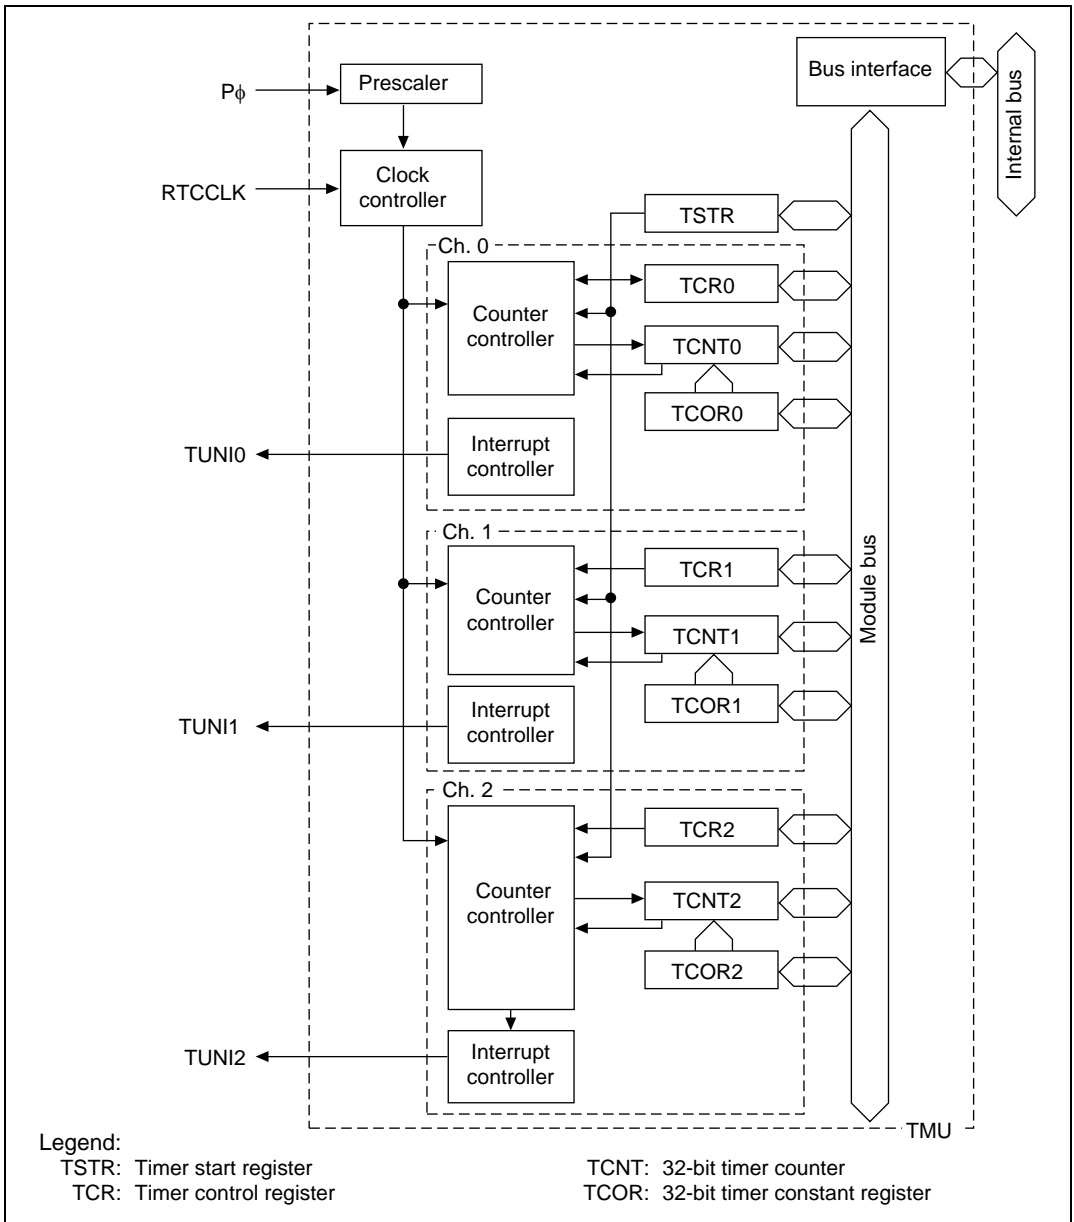 Bus interface
Internal bus
Prescaler
Pϕ
Clock
controller
RTCCLK
TSTR
Ch. 0
TCR0
Counter
controller
TCNT0
TCOR0
Interrupt
controller
TUNI0
Ch. 1
TCR1
Counter
controller
TCNT1
Module bus
TCOR1
Interrupt
controller
TUNI1
Ch. 2
TCR2
Counter
controller
TCNT2
TCOR2
Interrupt
controller
TUNI2
TMU
Legend:
TSTR: Timer start register
TCR: Timer control register
TCNT: 32-bit timer counter
TCOR: 32-bit timer constant register